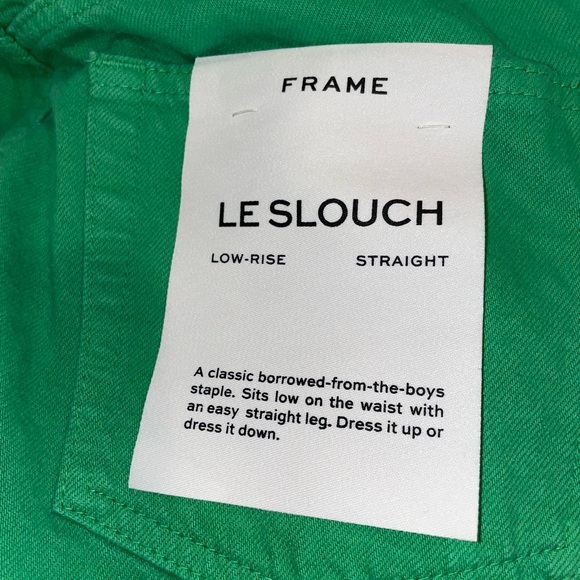 FRAME
LE SLOUCH
LOW-RISE STRAIGHT
A classic borrowed-from-the-boys
staple. Sits low on the waist with
an easy straight leg. Dress it up or
dress it down.